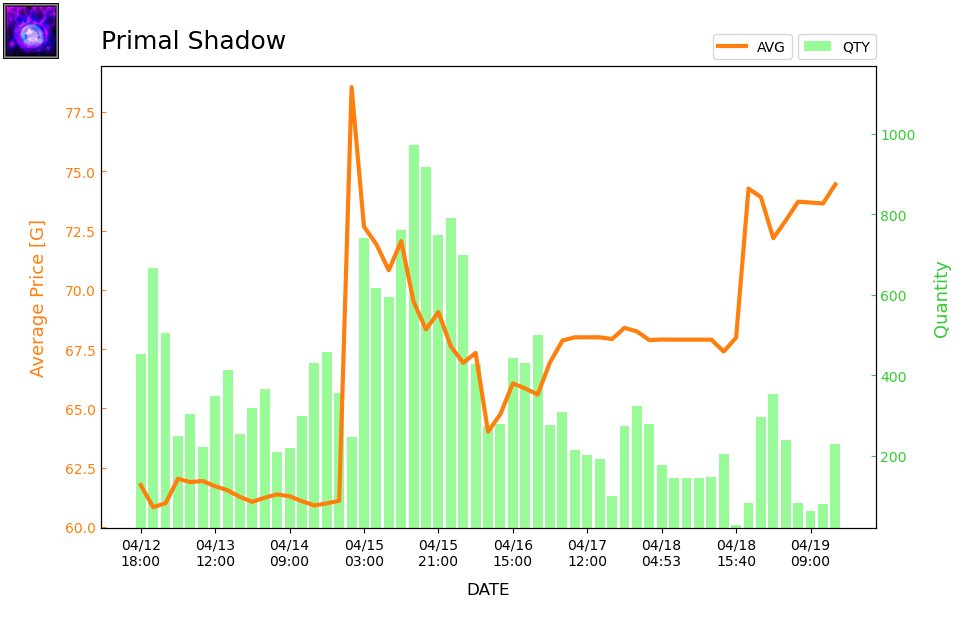 Primal Shadow
AVG
QTY
Average Price [G]
77.5
75.0
72.5
70.0
67.5
65.0
62.5
60.0
1000
800
600
400
200
Quantity
04/12 04/13 04/14 04/15 04/15 04/16 04/17 04/18 04/18 04/19
18:00 12:00 09:00 03:00 21:00 15:00 12:00 04:53 15:40 09:00
DATE